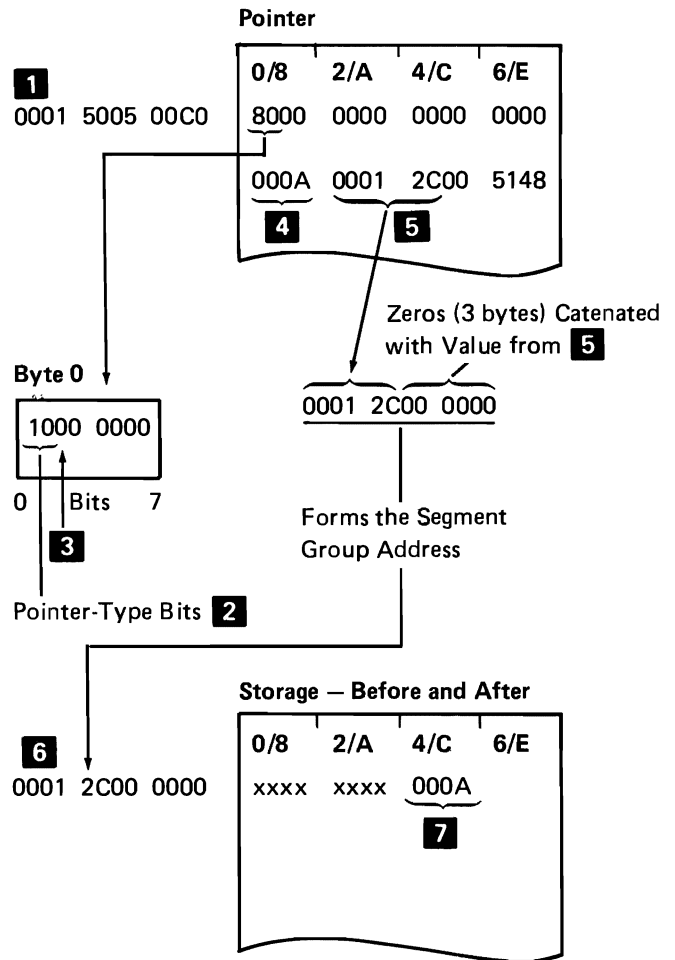 Pointer
0/8 2/A 4/C 6/E
1
0001 5005 00C0 8000 0000 0000 0000
000A 0001 2C00 5148
4 5
Zeros (3 bytes) Catenated
with Value from 5
Byte 0
0001 2C00 0000
1000 0000
0 Bits 7
3
Forms the Segment
Group Address
Pointer-Type Bits 2
Storage — Before and After
0/8 2/A 4/C 6/E
6
0001 2C00 0000 xxxx xxxx 000A
7